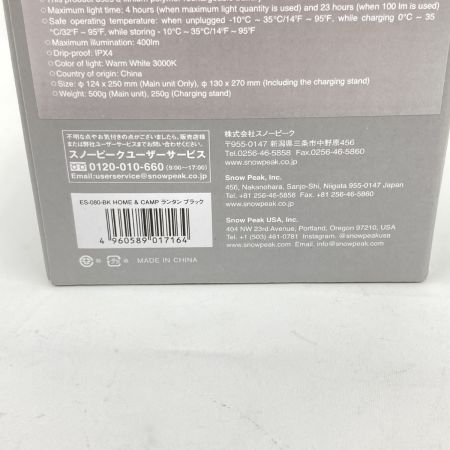 Maximum light time: 4 hours (when maximum light quantity is used) and 23 hours (when 100 lm is used)
Safe operating temperature: when unplugged -10°C ~ 35°C/14°F ~ 95°F, while charging 0°C ~ 35
°C/32°F ~ 95°F, while storing - 10°C ~ 35°C/14°F ~ 95°F
Maximum illumination: 400lm
Drip-proof: IPX4
Color of light: Warm White 3000K
Country of origin: China
Size: φ 124 x 250 mm (Main unit Only), φ 130 x 270 mm (Including the charging stand)
Weight: 500g (Main unit), 250g (Charging stand)
不明な点やお気付きの点がございましたら、販売店様
または弊社ユーザーサービスまでお問い合わせください。
スノーピークユーザーサービス
0120-010-660 (9:00〜17:00)
Email:userservice@snowpeak.co.jp
ES-080-BK HOME & CAMP ランタン ブラック
4 960589 017164
MADE IN CHINA
株式会社スノーピーク
〒955-0147 新潟県三条市中野原456
Tel.0256-46-5858 Fax.0256-46-5860
snowpeak.co.jp
Snow Peak, Inc.
456, Nakanohara, Sanjo-Shi, Niigata 955-0147 Japan
Tel.+81-256-46-5858 Fax.+81-256-46-5860
snowpeak.co.jp
Snow Peak USA, Inc.
404 NW 23rd Avenue, Portland, Oregon 97210, USA
Tel. +1 (503) 461-0781 Instagram. @snowpeakusa
snowpeak.com Email. info@snowpeak.com